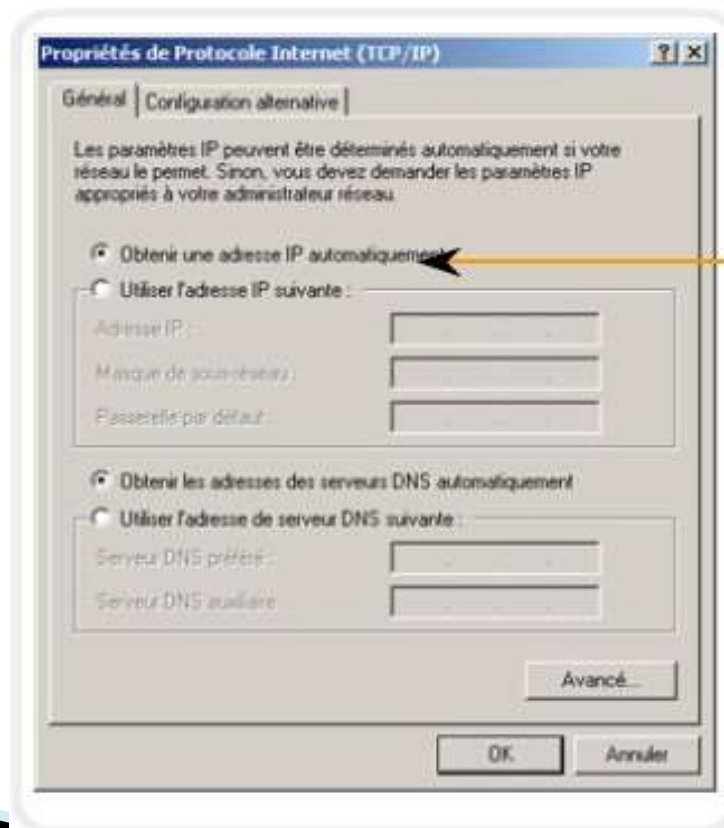 Propriétés de Protocole Internet (TCP/IP)
Général
Configuration alternative
Les paramètres IP peuvent être déterminés automatiquement si votre
réseau le permet. Sinon, vous devez demander les paramètres IP
appropriés à votre administrateur réseau.
Obtenir une adresse IP automatiquement
Utiliser l'adresse IP suivante :
Adresse IP :
Masque de sous-réseau :
Passerelle par défaut :
Obtenir les adresses des serveurs DNS automatiquement
Utiliser l'adresse de serveur DNS suivante :
Serveur DNS préféré :
Serveur DNS auxiliaire :
Avancé...
OK
Annuler